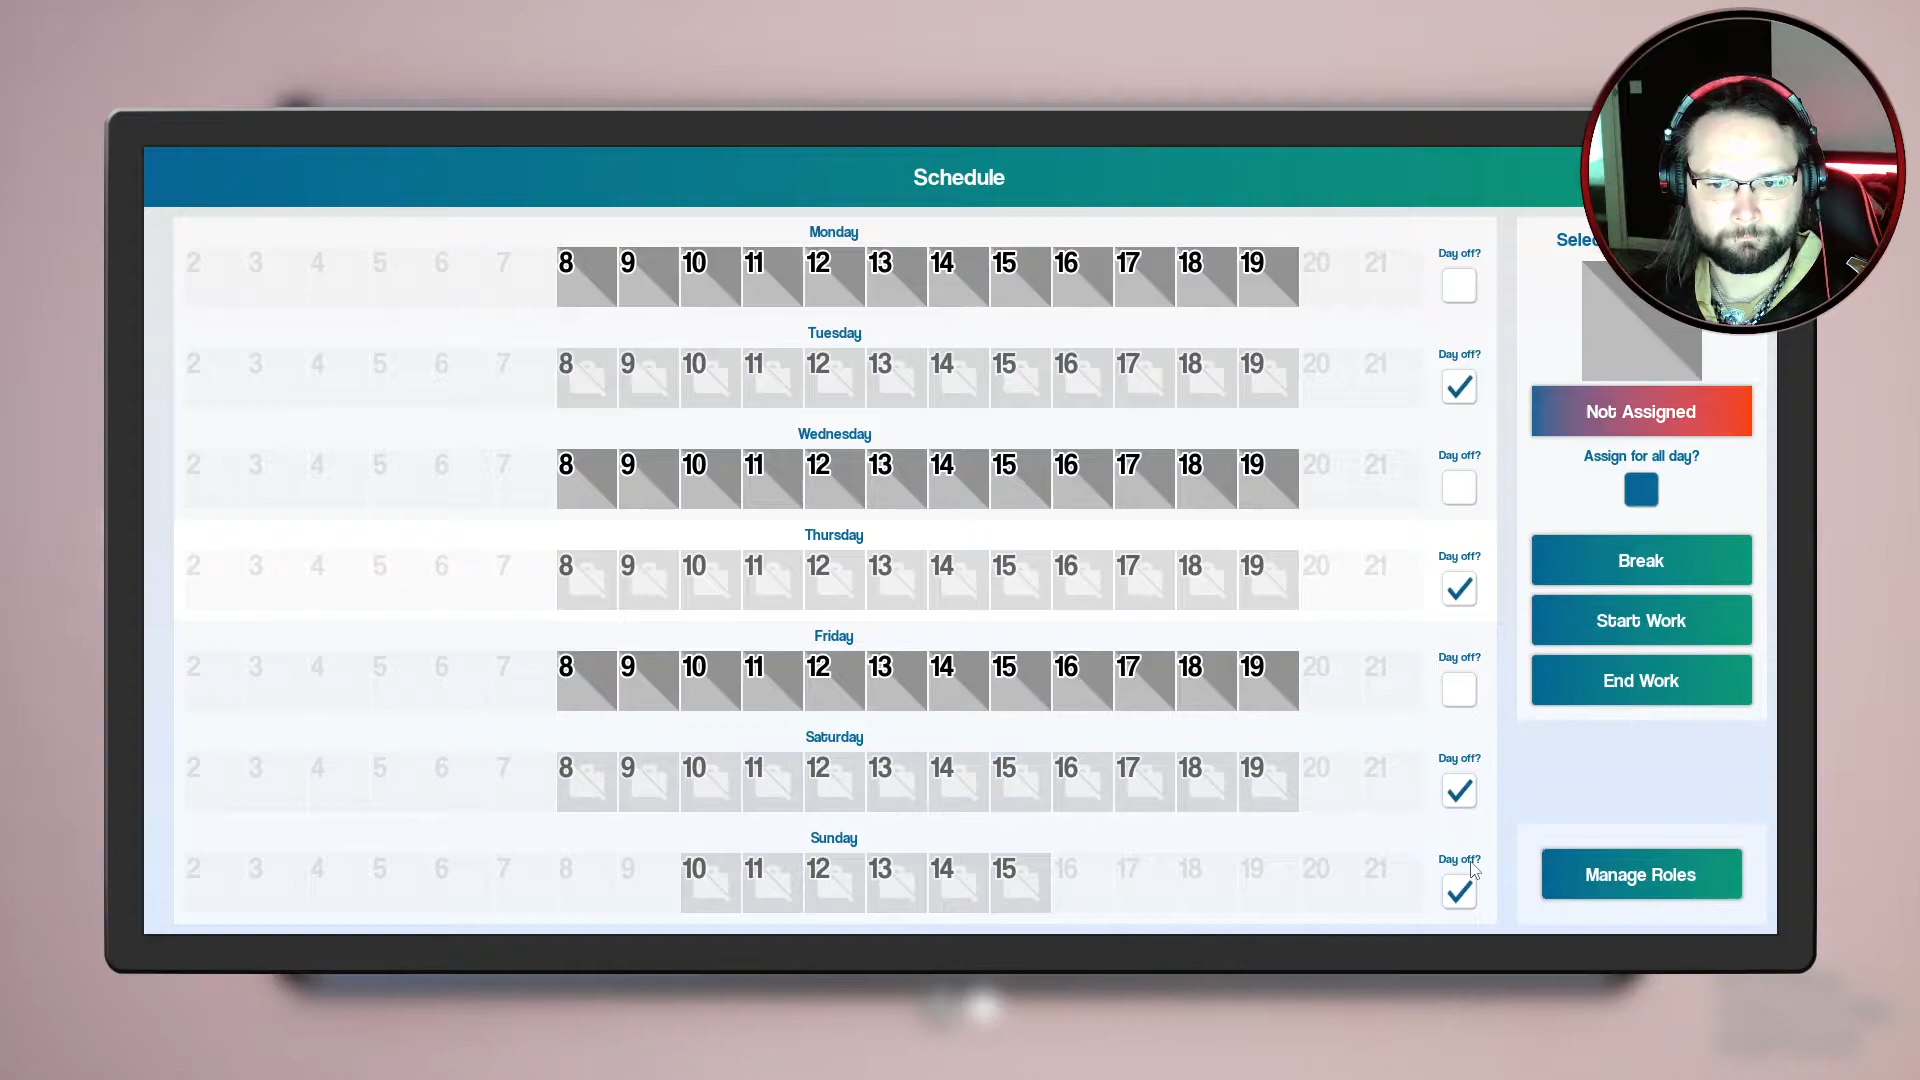 Schedule
Monday
2 3 4 5 6 7 8 9 10 11 12 13 14 15 16 17 18 19 20 21
Day off?
Tuesday
2 3 4 5 6 7 8 9 10 11 12 13 14 15 16 17 18 19 20 21
Day off?
Wednesday
2 3 4 5 6 7 8 9 10 11 12 13 14 15 16 17 18 19 20 21
Day off?
Thursday
2 3 4 5 6 7 8 9 10 11 12 13 14 15 16 17 18 19 20 21
Day off?
Friday
2 3 4 5 6 7 8 9 10 11 12 13 14 15 16 17 18 19 20 21
Day off?
Saturday
2 3 4 5 6 7 8 9 10 11 12 13 14 15 16 17 18 19 20 21
Day off?
Sunday
2 3 4 5 6 7 8 9 10 11 12 13 14 15 16 17 18 19 20 21
Day off?
Not Assigned
Assign for all day?
Break
Start Work
End Work
Manage Roles